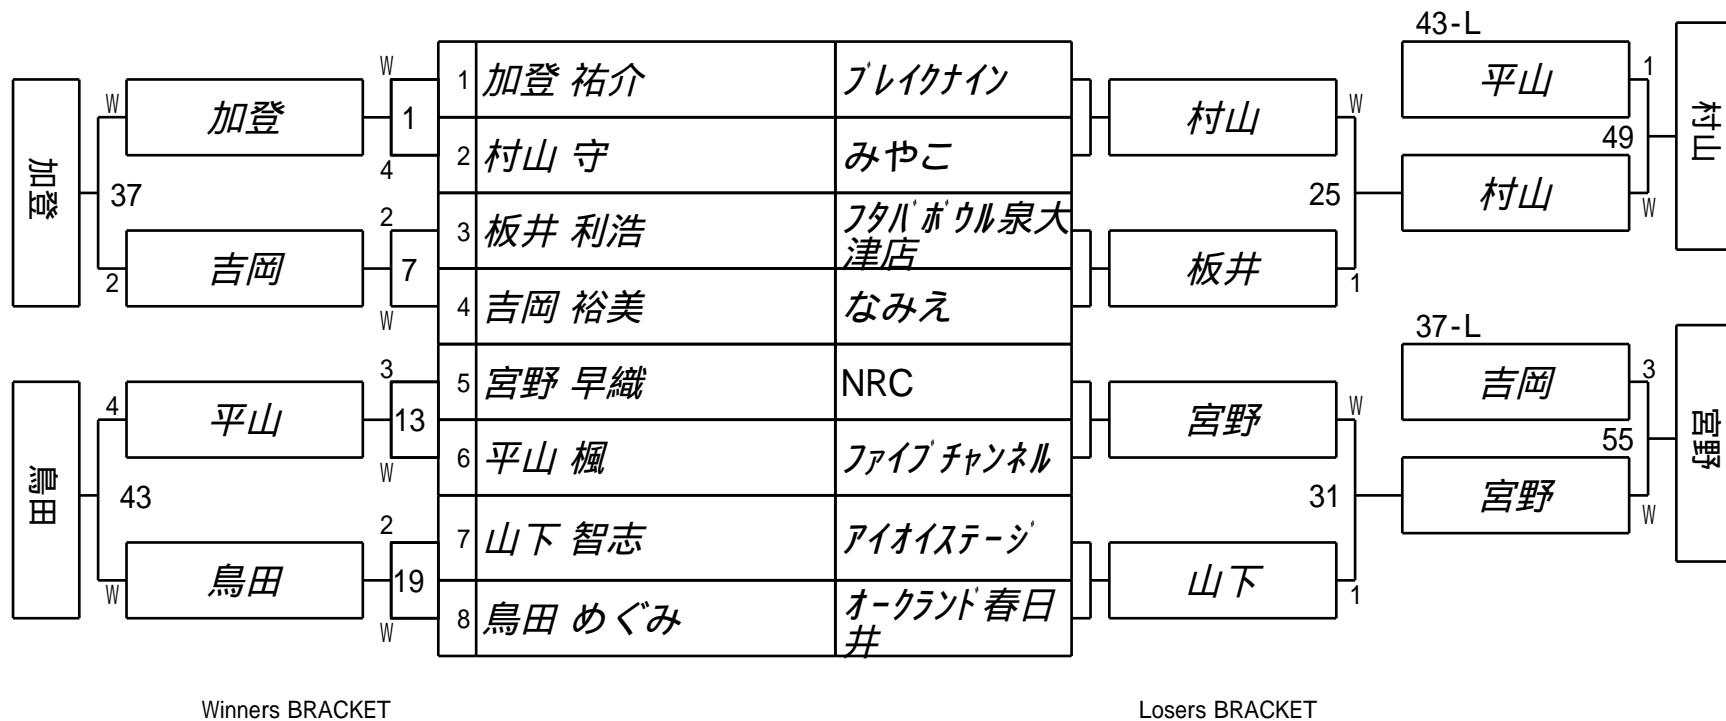 43-L
W
1 加登 祐介 ブレイクナイン
平山
1
W
加登
1
村山
W
村山
2 村山 守 みやこ
4
49
加登
37
2
3 板井 利浩 フタバボウル泉大
津店
25
村山
W
吉岡
7
板井
2
1
4 吉岡 裕美 なみえ
W
37-L
3
5 宮野 早織 NRC
吉岡
3
4
平山
13
宮野
W
宮野
6 平山 楓 ファイブチャンネル
W
55
鳥田
43
2
7 山下 智志 アイオイステージ
31
宮野
W
鳥田
19
山下
W
1
8 鳥田 めぐみ オークランド春日
井
W
Winners BRACKET
Losers BRACKET